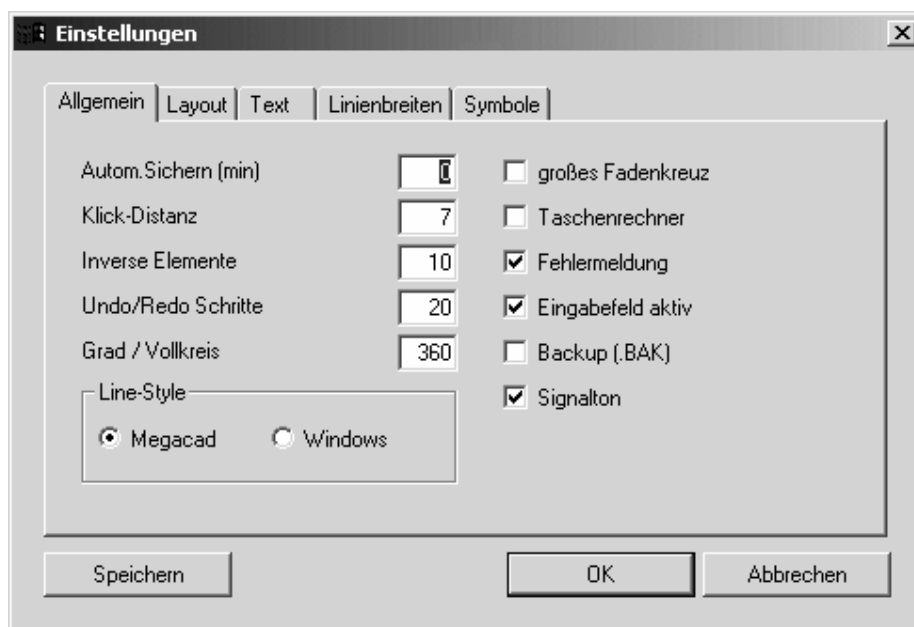 Einstellungen
Allgemein Layout Text Linienbreiten Symbole
Autom.Sichern (min) 0 großes Fadenkreuz
Klick-Distanz 7 Taschenrechner
Inverse Elemente 10 Fehlermeldung
Undo/Redo Schritte 20 Eingabefeld aktiv
Grad / Vollkreis 360 Backup (.BAK)
Line-Style Signalton
Megacad Windows
Speichern OK Abbrechen